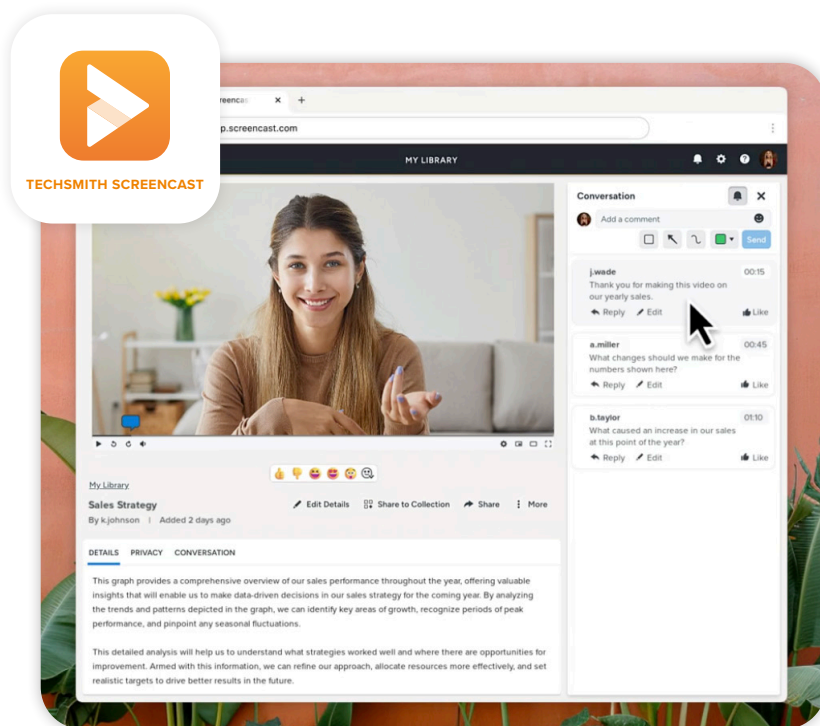 TECHSMITH SCREENCAST
p.screencast.com
MY LIBRARY
Conversation
Add a comment
Send
j.wade 00:15
Thank you for making this video on
our yearly sales.
Reply Edit Like
a.miller 00:45
What changes should we make for the
numbers shown here?
Reply Edit Like
b.taylor 01:10
What caused an increase in our sales
at this point of the year?
Reply Edit Like
My Library
Sales Strategy
Edit Details Share to Collection Share More
By k.johnson | Added 2 days ago
DETAILS PRIVACY CONVERSATION
This graph provides a comprehensive overview of our sales performance throughout the year, offering valuable
insights that will enable us to make data-driven decisions in our sales strategy for the coming year. By analyzing
the trends and patterns depicted in the graph, we can identify key areas of growth, recognize periods of peak
performance, and pinpoint any seasonal fluctuations.
This detailed analysis will help us to understand what strategies worked well and where there are opportunities for
improvement. Armed with this information, we can refine our approach, allocate resources more effectively, and set
realistic targets to drive better results in the future.